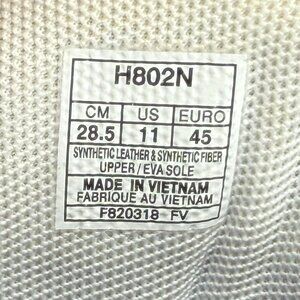 H802N
CM US EURO
28.5 11 45
SYNTHETIC LEATHER & SYNTHETIC FIBER
UPPER / EVA SOLE
MADE IN VIETNAM
FABRIQUE AU VIETNAM
F820318 FV